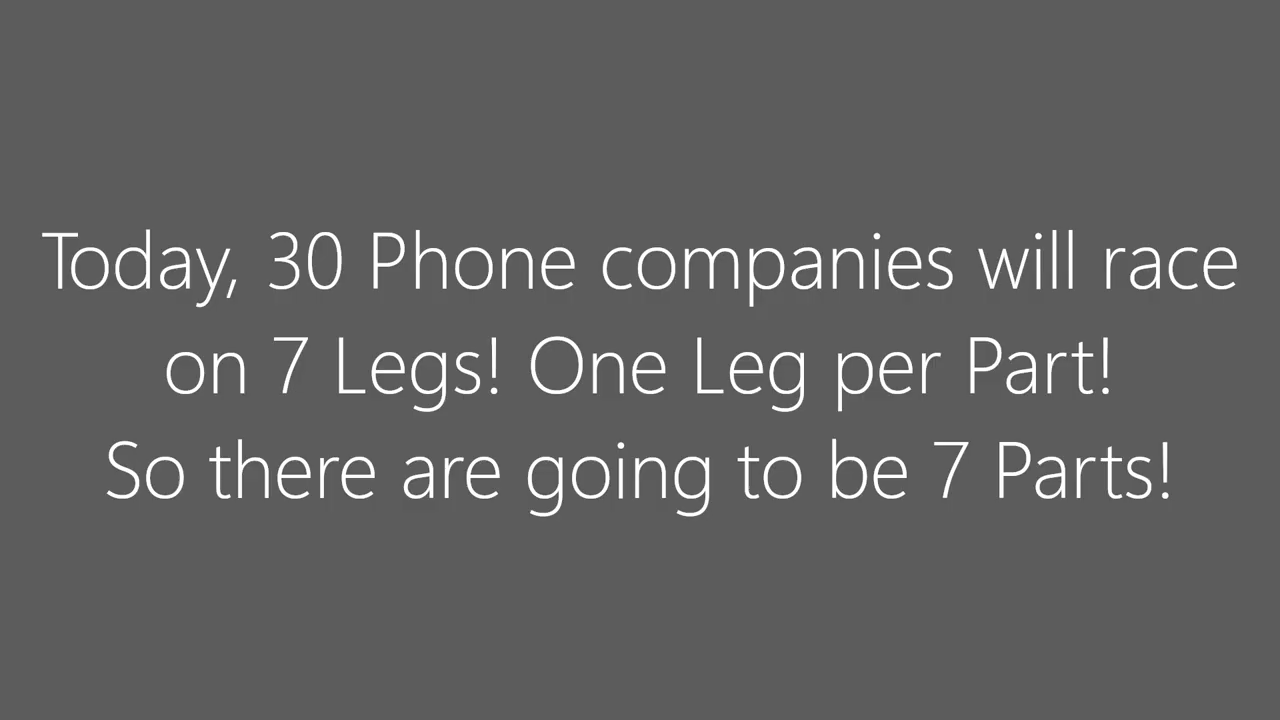 Today, 30 Phone companies will race
on 7 Legs! One Leg per Part!
So there are going to be 7 Parts!